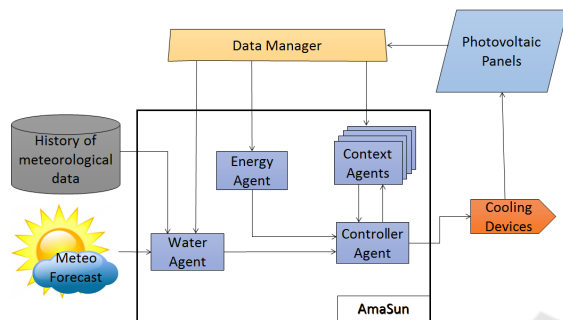 Data Manager
Photovoltaic
Panels
History of
meteorological
data
Energy
Agent
Context
Agents
Cooling
Devices
Meteo
Forecast
Water
Agent
Controller
Agent
AmaSun